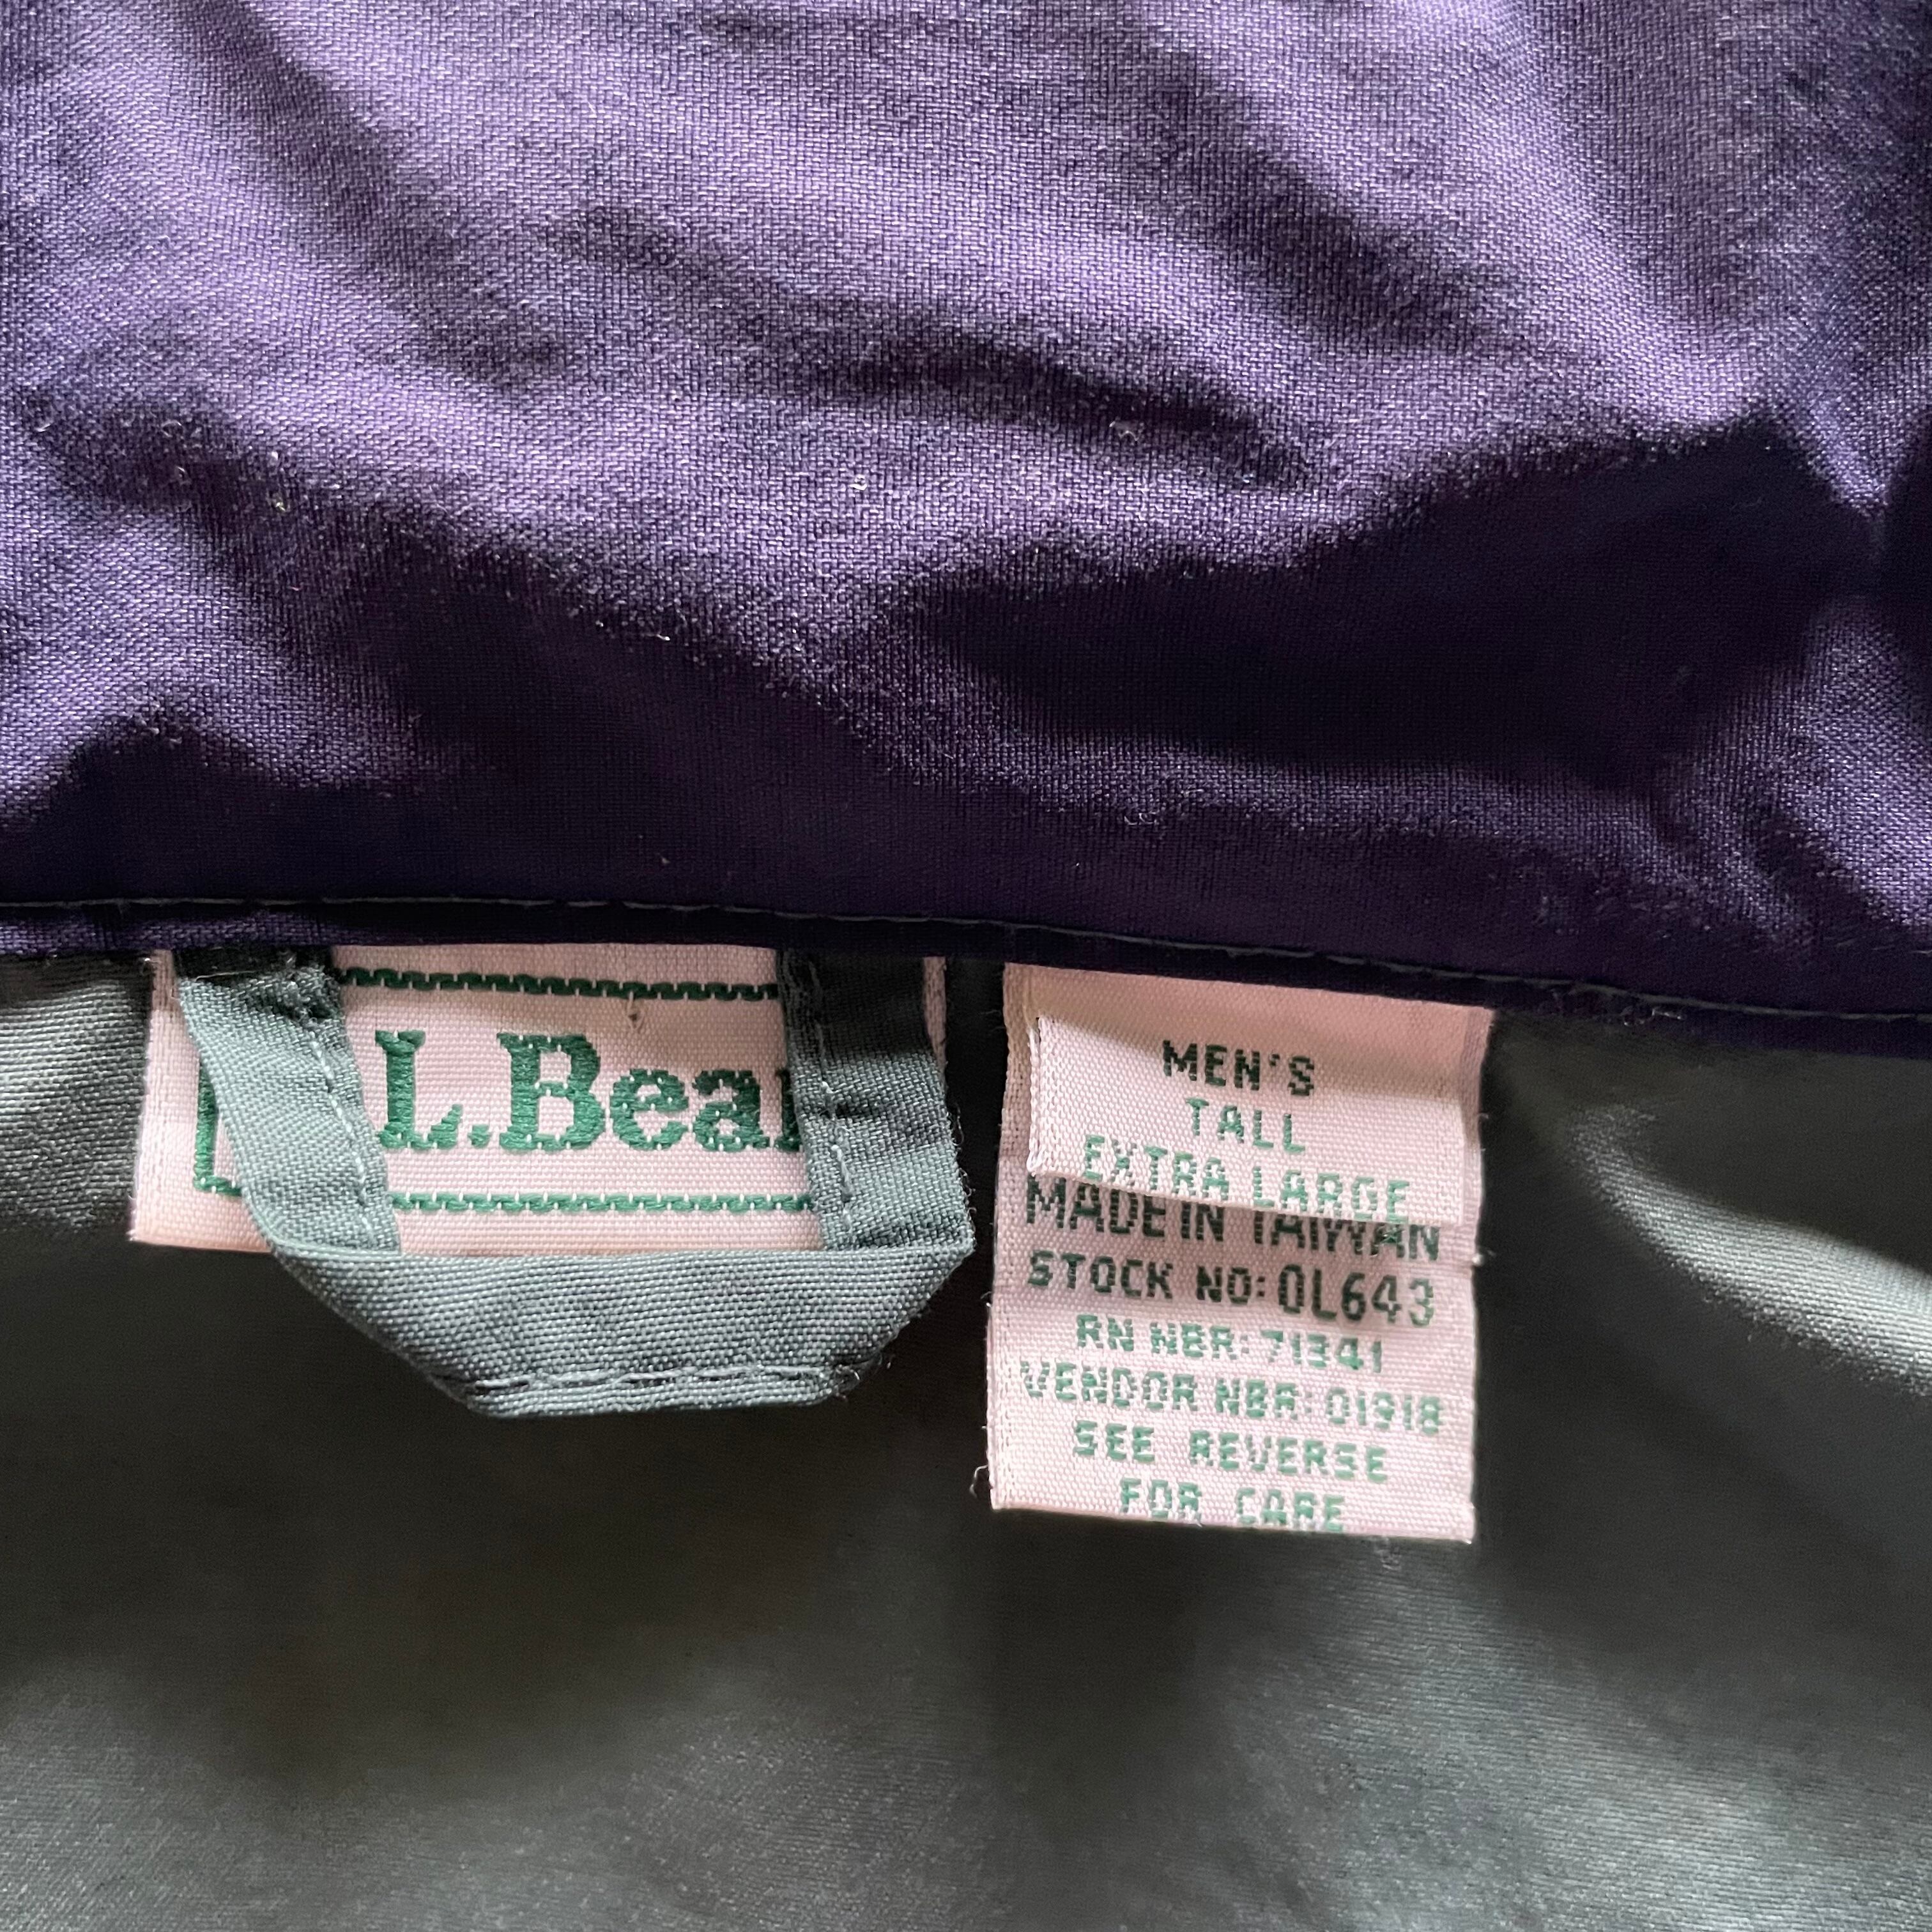 L.Bea
MEN'S
TALL
EXTRA LARGE
MADE IN TAIWAN
STOCK NO: 0L643
RN NBR: 71341
VENDOR NBR: 01918
SEE REVERSE
FOR CARE